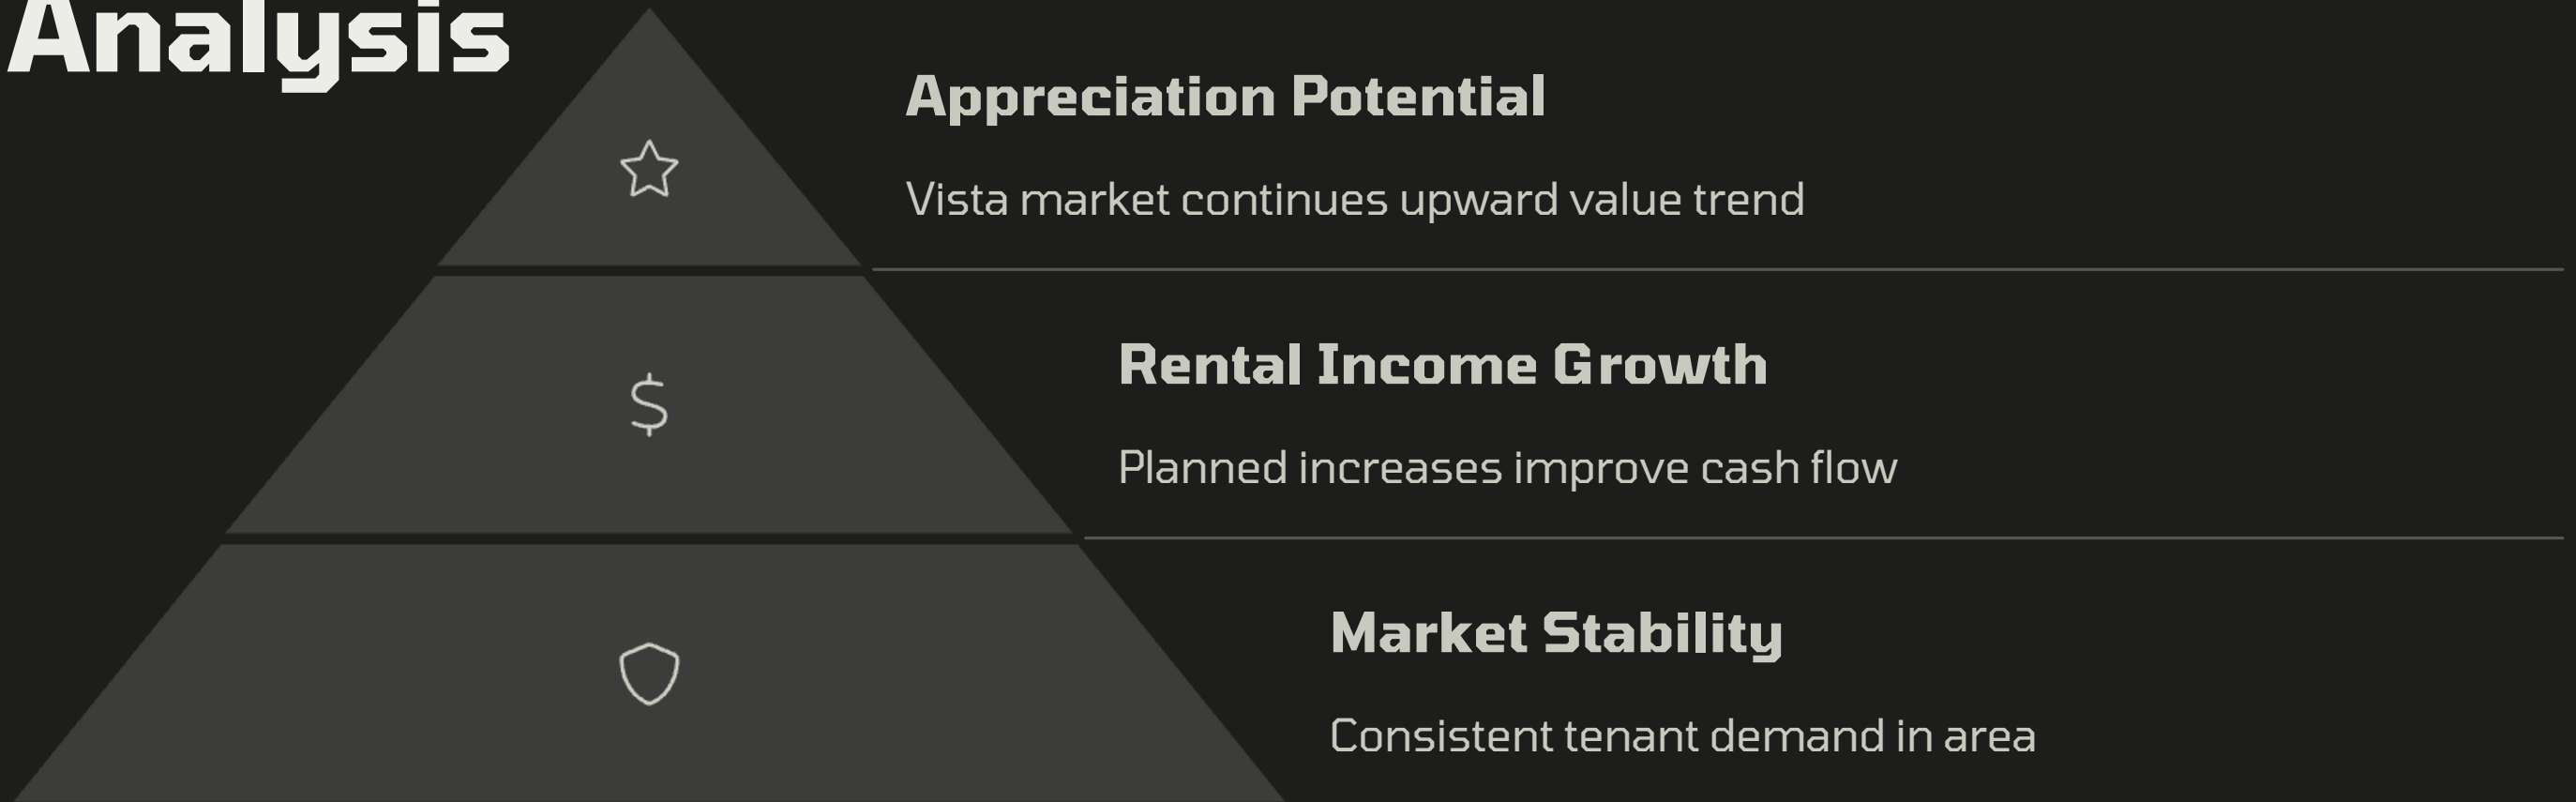 Analysis
Appreciation Potential
Vista market continues upward value trend
$
Rental Income Growth
Planned increases improve cash flow
Market Stability
Consistent tenant demand in area